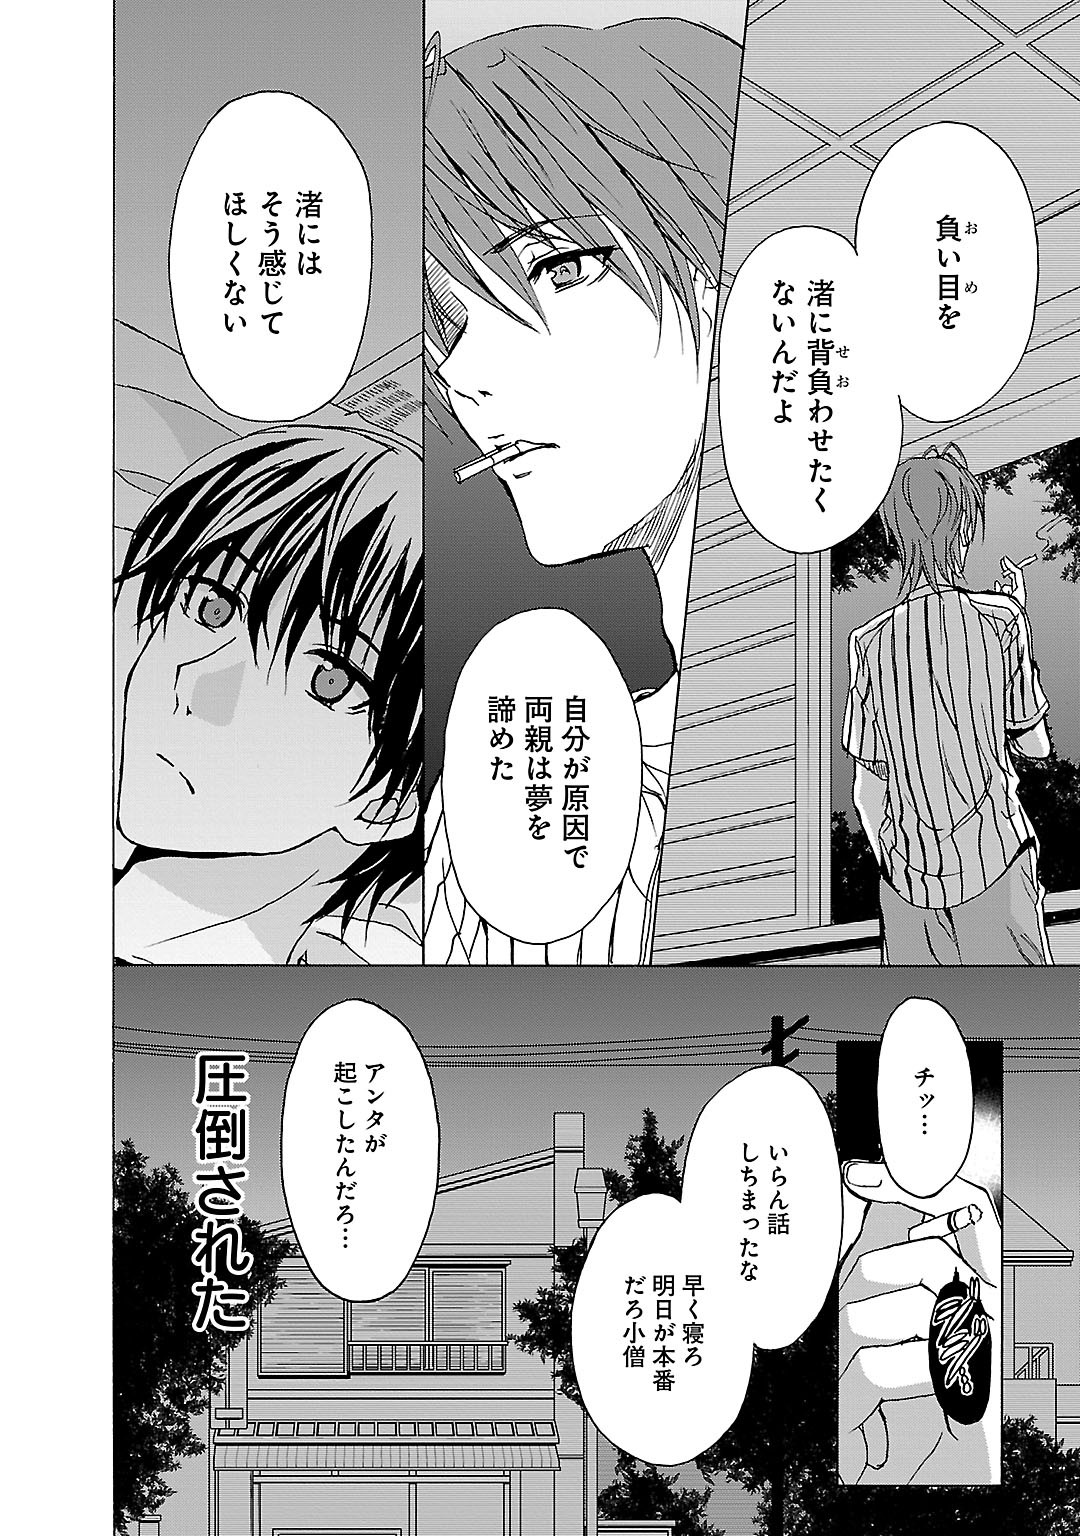 負い目を
おめ
渚に背負わせたく
せお
ないんだよ
自分が原因で
両親は夢を
諦めた
渚には
そう感じて
ほしくない
チッ…
いらん話
しちまったな
早く寝ろ
明日が本番
だろ小僧
アンタが
起こしたんだろ…
圧倒された